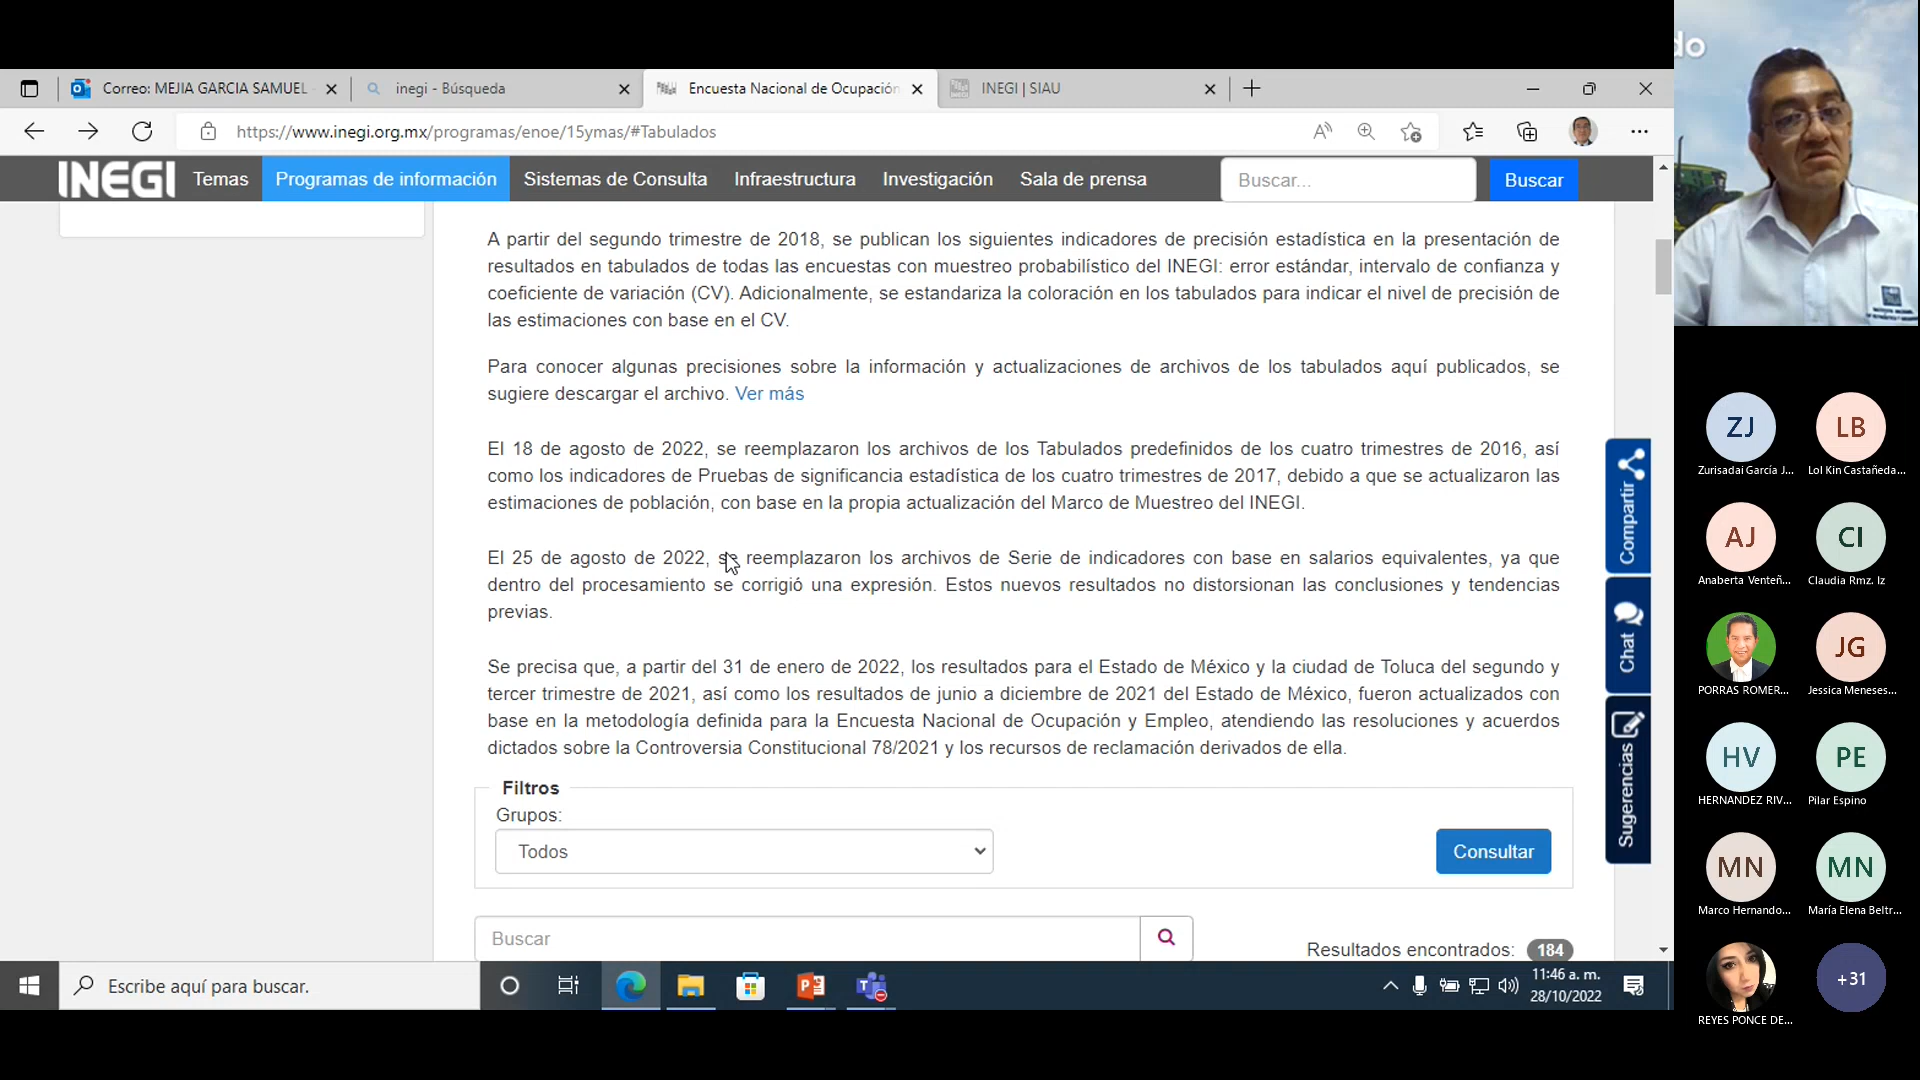 do
Correo: MEJIA GARCIA SAMUEL
inegi - Búsqueda
Encuesta Nacional de Ocupación
INEGI | SIAU
https://www.inegi.org.mx/programas/enoe/15ymas/#Tabulados
INEGI Temas Programas de información Sistemas de Consulta Infraestructura Investigación Sala de prensa Buscar... Buscar
A partir del segundo trimestre de 2018, se publican los siguientes indicadores de precisión estadística en la presentación de
resultados en tabulados de todas las encuestas con muestreo probabilístico del INEGI: error estándar, intervalo de confianza y
coeficiente de variación (CV). Adicionalmente, se estandariza la coloración en los tabulados para indicar el nivel de precisión de
las estimaciones con base en el CV.
Para conocer algunas precisiones sobre la información y actualizaciones de archivos de los tabulados aquí publicados, se
sugiere descargar el archivo. Ver más
El 18 de agosto de 2022, se reemplazaron los archivos de los Tabulados predefinidos de los cuatro trimestres de 2016, así
como los indicadores de Pruebas de significancia estadística de los cuatro trimestres de 2017, debido a que se actualizaron las
estimaciones de población, con base en la propia actualización del Marco de Muestreo del INEGI.
El 25 de agosto de 2022, se reemplazaron los archivos de Serie de indicadores con base en salarios equivalentes, ya que
dentro del procesamiento se corrigió una expresión. Estos nuevos resultados no distorsionan las conclusiones y tendencias
previas.
Se precisa que, a partir del 31 de enero de 2022, los resultados para el Estado de México y la ciudad de Toluca del segundo y
tercer trimestre de 2021, así como los resultados de junio a diciembre de 2021 del Estado de México, fueron actualizados con
base en la metodología definida para la Encuesta Nacional de Ocupación y Empleo, atendiendo las resoluciones y acuerdos
dictados sobre la Controversia Constitucional 78/2021 y los recursos de reclamación derivados de ella.
Filtros
Grupos:
Todos
Consultar
Buscar
Resultados encontrados: 184
Compartir
Chat
Sugerencias
Escribe aquí para buscar.
11:46 a. m.
28/10/2022
ZJ
Zurisadai García J...
LB
Lol Kin Castañeda...
AJ
Anaberta Venteñ...
CI
Claudia Rmz. Iz
PORRAS ROMER...
JG
Jessica Meneses...
HV
HERNANDEZ RIV...
PE
Pilar Espino
MN
Marco Hernando...
MN
María Elena Beltr...
REYES PONCE DE...
+31